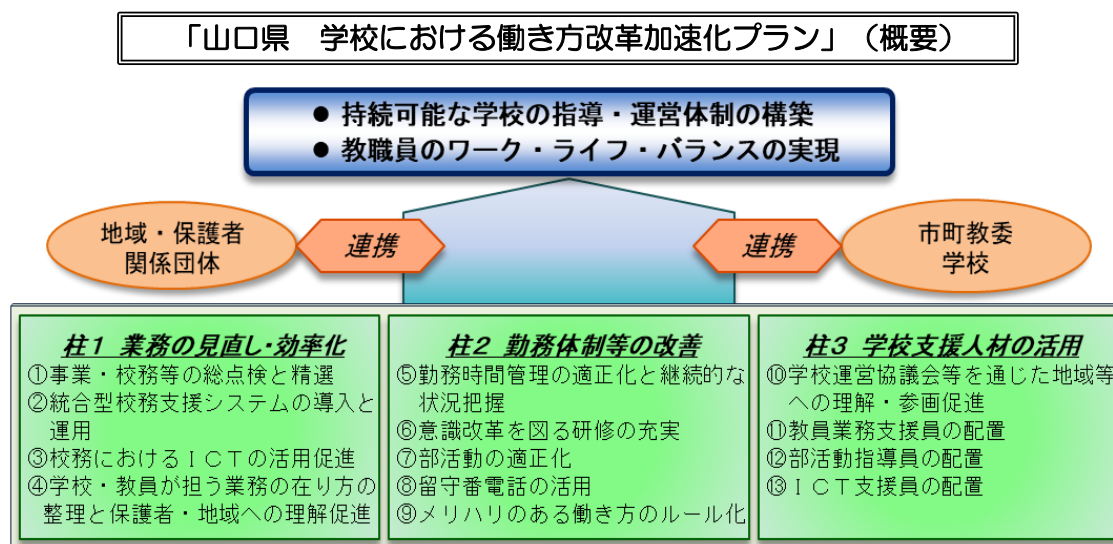 「山口県　学校における働き方改革加速化プラン」（概要）
● 持続可能な学校の指導・運営体制の構築
● 教職員のワーク・ライフ・バランスの実現
地域・保護者
関係団体
連携
連携
市町教委
学校
柱１ 業務の見直し・効率化
①事業・校務等の総点検と精選
②統合型校務支援システムの導入と
運用
③校務におけるＩＣＴの活用促進
④学校・教員が担う業務の在り方の
整理と保護者・地域への理解促進
柱２ 勤務体制等の改善
⑤勤務時間管理の適正化と継続的な
状況把握
⑥意識改革を図る研修の充実
⑦部活動の適正化
⑧留守番電話の活用
⑨メリハリのある働き方のルール化
柱３ 学校支援人材の活用
⑩学校運営協議会等を通じた地域等
への理解・参画促進
⑪教員業務支援員の配置
⑫部活動指導員の配置
⑬ＩＣＴ支援員の配置